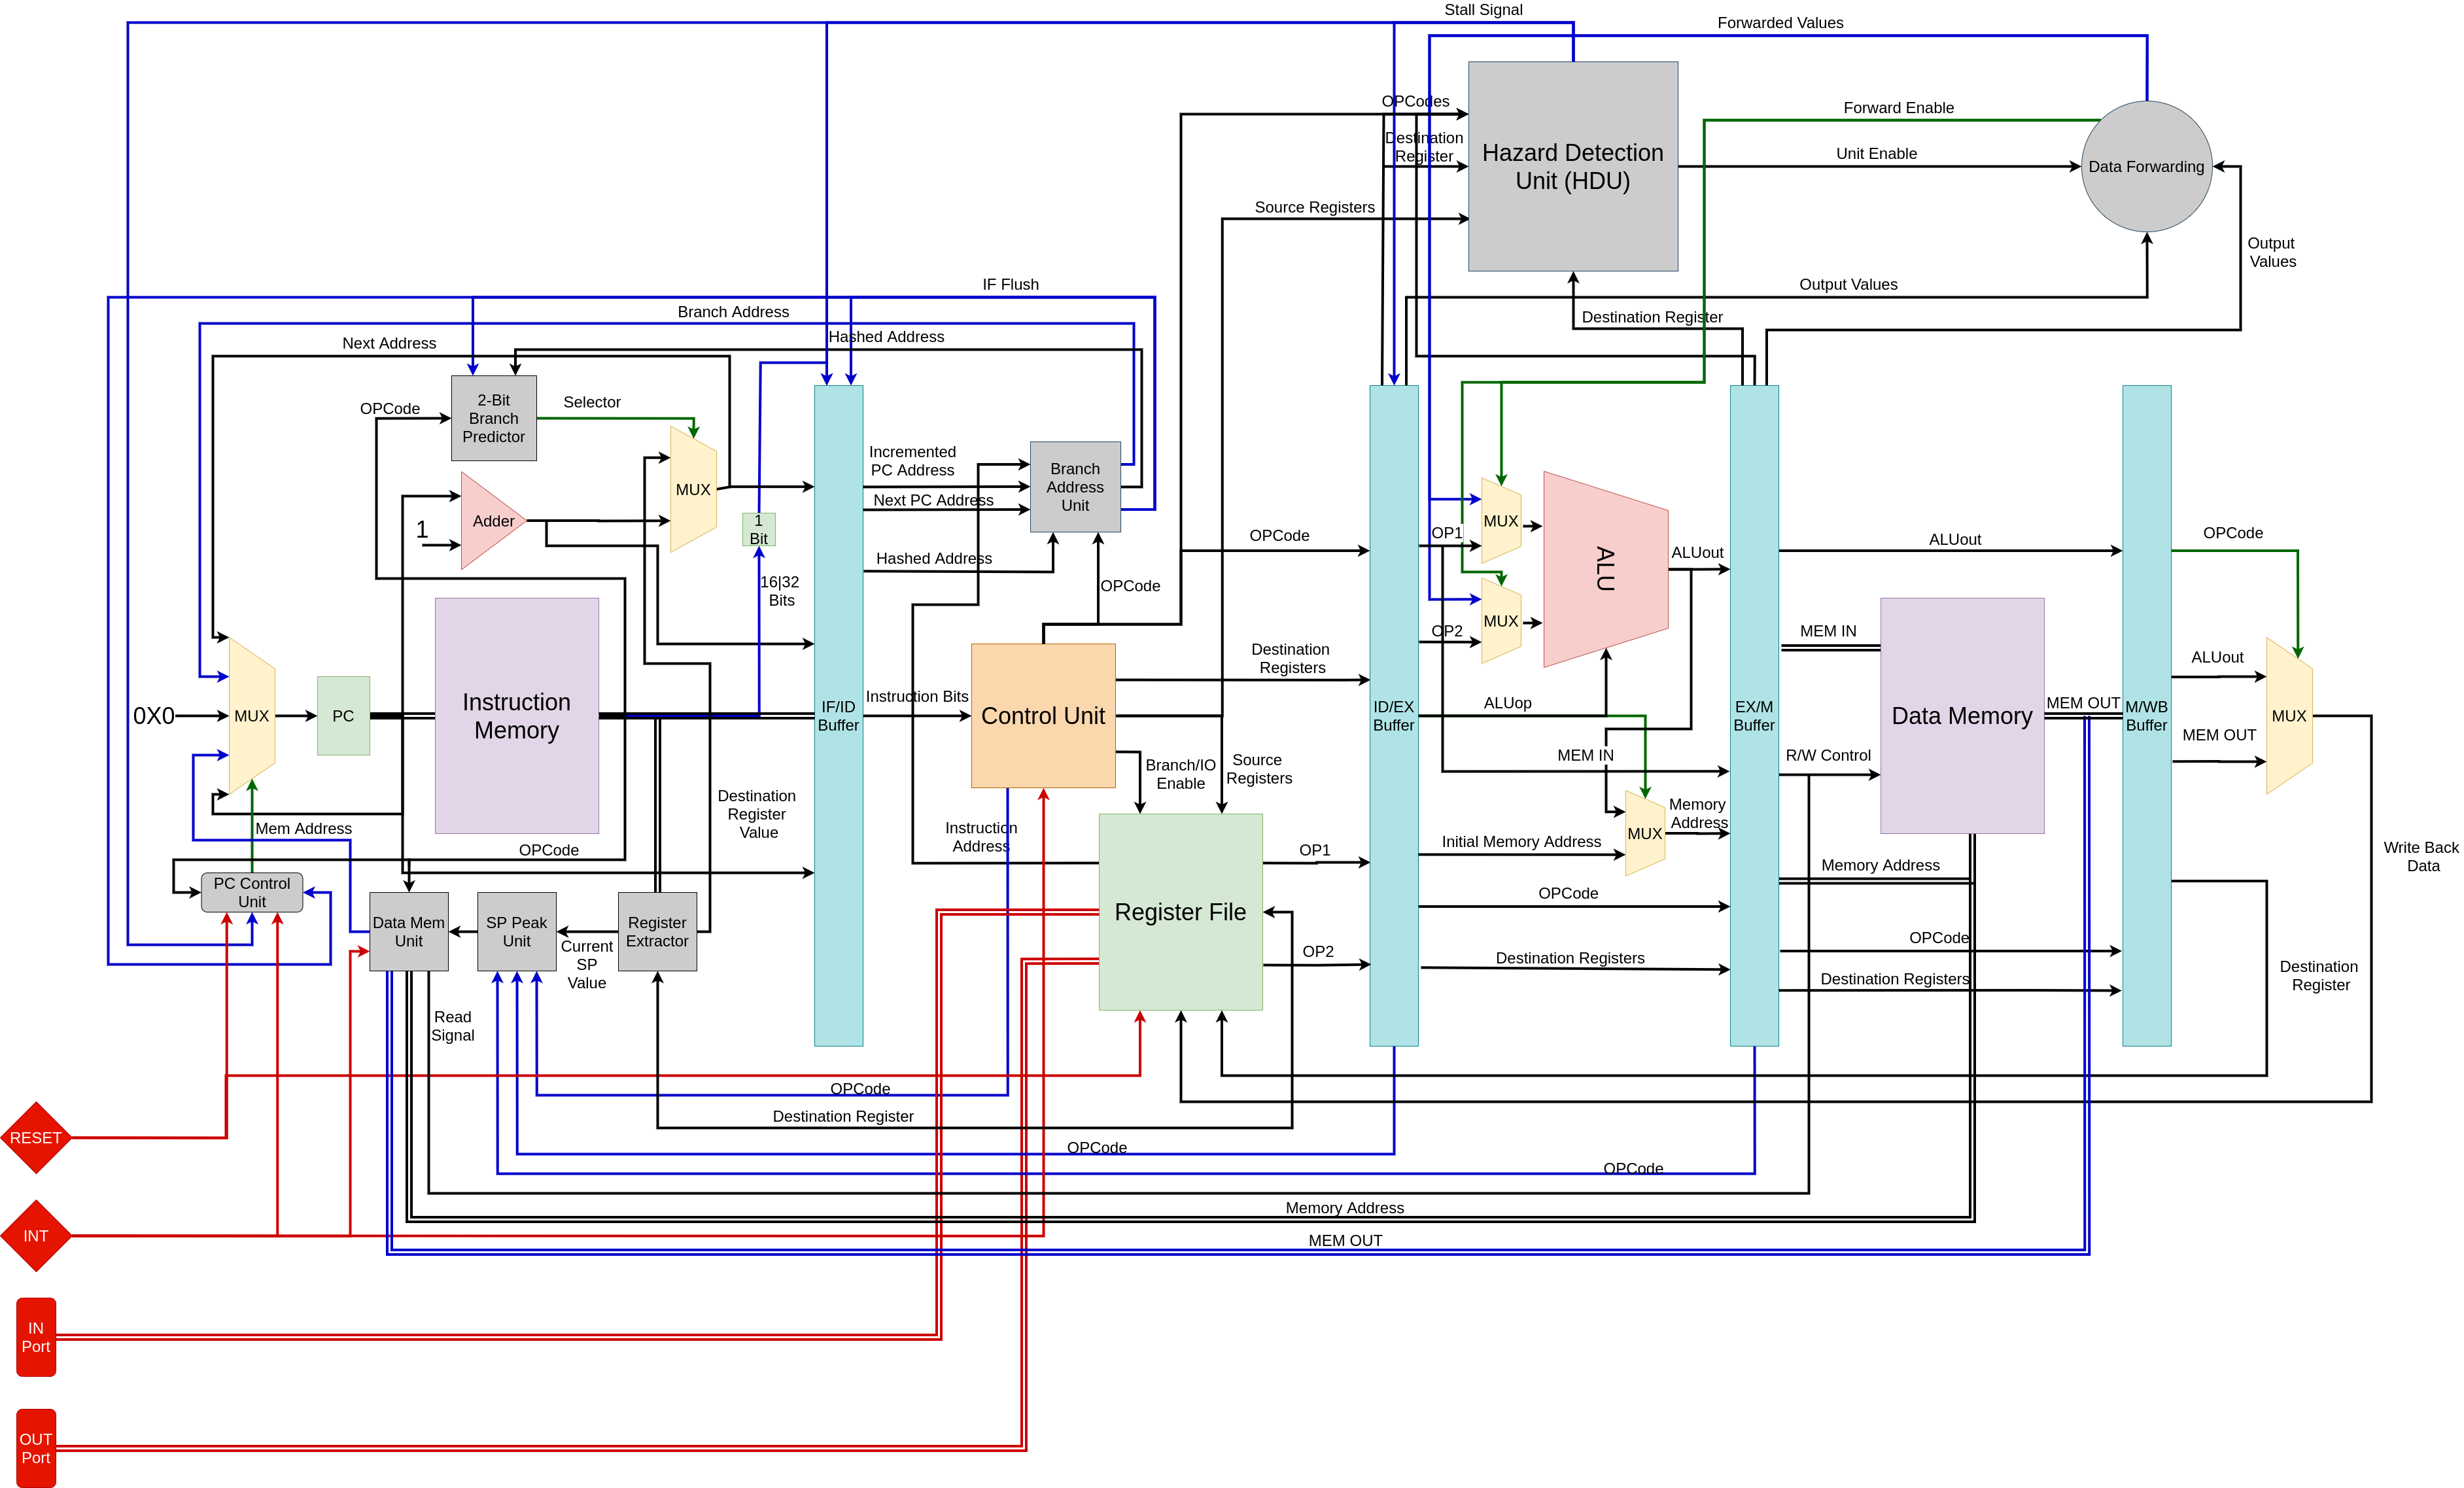 Stall Signal
Forwarded Values
OPCodes
Forward Enable
Destination
Register
Hazard Detection
Unit (HDU)
Unit Enable
Data Forwarding
Source Registers
Output
Values
IF Flush
Output Values
Branch Address
Destination Register
Next Address
Hashed Address
2-Bit
Branch
Predictor
OPCode
Selector
MUX
Adder
1
1
Bit
16|32
Bits
Incremented
PC Address
Next PC Address
Hashed Address
Branch
Address
Unit
OPCode
OPCode
OP1
MUX
OP2
MUX
ALU
ALUout
ALUout
OPCode
0X0
MUX
PC
Instruction
Memory
IF/ID
Buffer
Instruction Bits
Control Unit
Destination
Registers
ID/EX
Buffer
ALUop
EX/M
Buffer
MEM IN
Data Memory
MEM OUT
M/WB
Buffer
ALUout
MEM OUT
MUX
Branch/IO
Enable
Source
Registers
MEM IN
R/W Control
Destination
Register
Value
MUX
Memory
Address
Mem Address
OPCode
Instruction
Address
OP1
Initial Memory Address
Memory Address
Write Back
Data
PC Control
Unit
Data Mem
Unit
SP Peak
Unit
Register
Extractor
Current
SP
Value
Register File
OPCode
OP2
Destination Registers
OPCode
Destination Registers
Destination
Register
Read
Signal
OPCode
Destination Register
OPCode
OPCode
RESET
Memory Address
INT
MEM OUT
IN
Port
OUT
Port